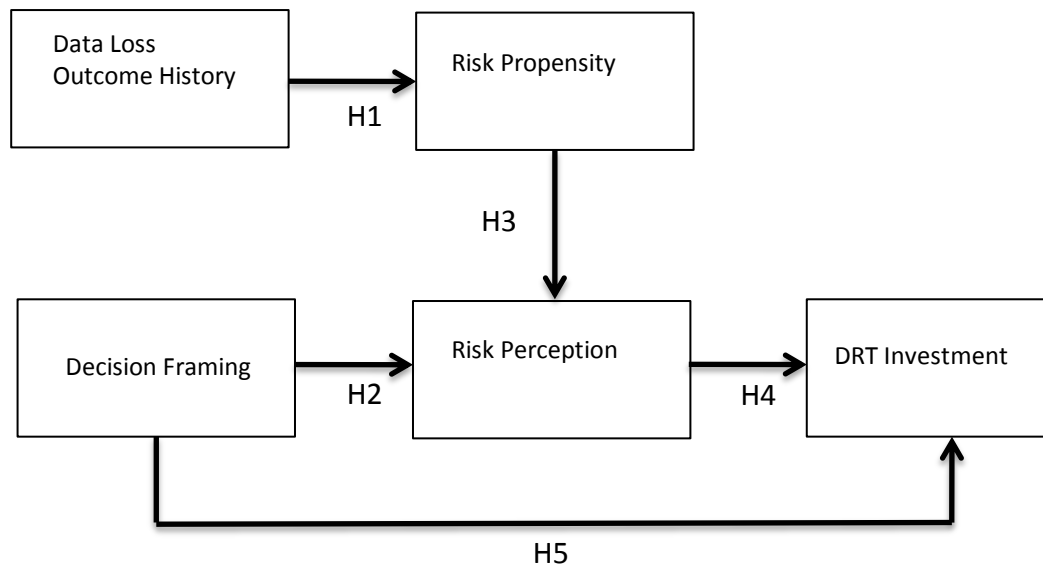 Data Loss
Outcome History
H1
Risk Propensity
H3
Decision Framing
H2
Risk Perception
H4
DRT Investment
H5